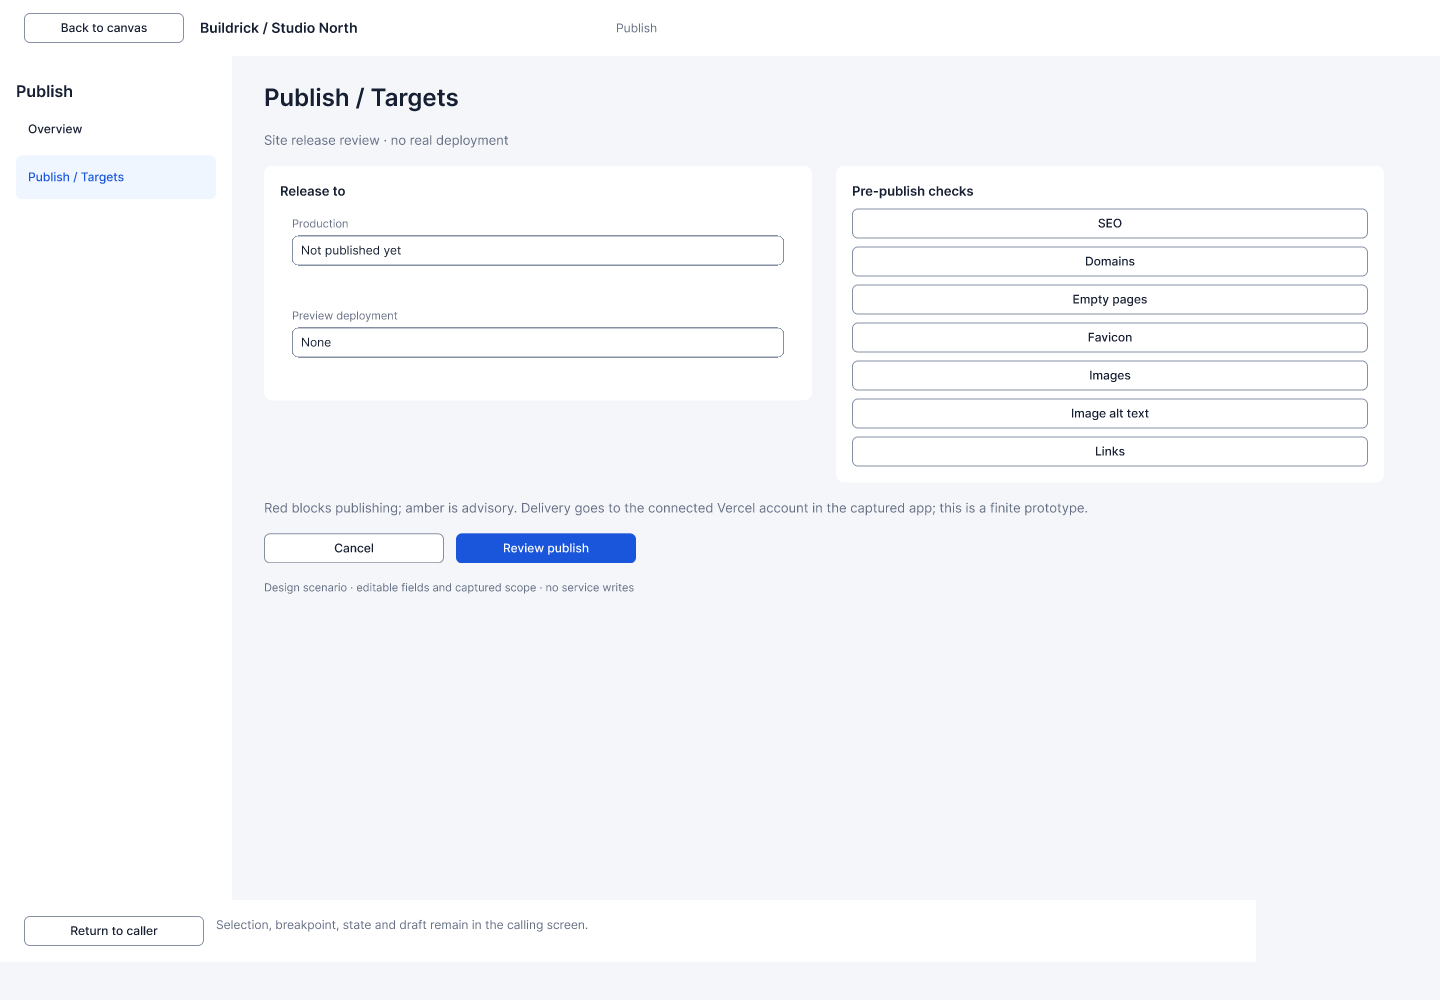 Back to canvas
Buildrick / Studio North
Publish
Publish
Overview
Publish / Targets
Publish / Targets
Site release review · no real deployment
Release to
Production
Not published yet
Preview deployment
None
Pre-publish checks
SEO
Domains
Empty pages
Favicon
Images
Image alt text
Links
Red blocks publishing; amber is advisory. Delivery goes to the connected Vercel account in the captured app; this is a finite prototype.
Cancel
Review publish
Design scenario · editable fields and captured scope · no service writes
Return to caller
Selection, breakpoint, state and draft remain in the calling screen.